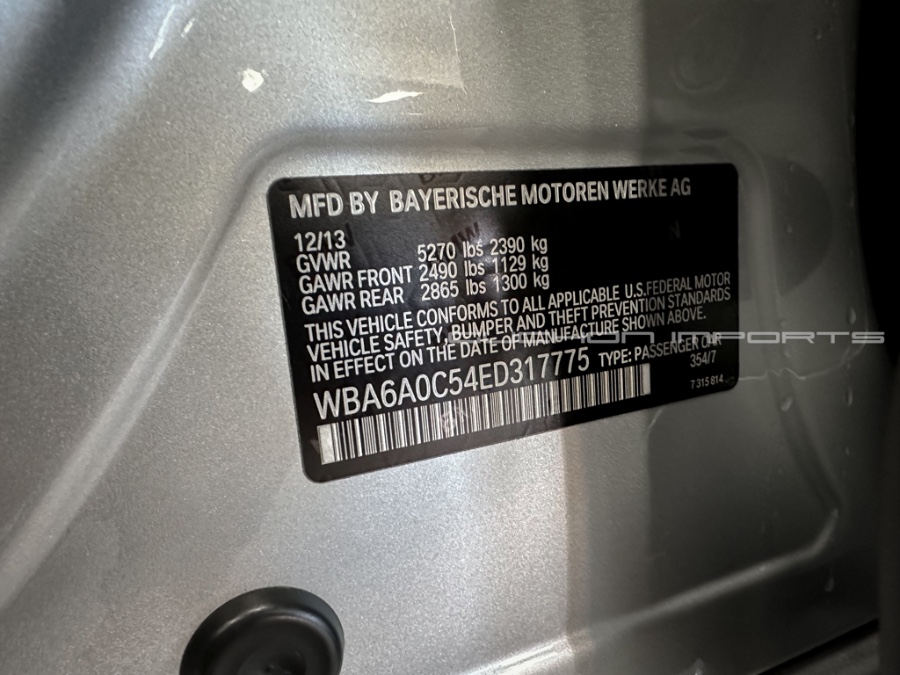 MFD BY BAYERISCHE MOTOREN WERKE AG
12/13
GVWR 5270 lbs 2390 kg
GAWR FRONT 2490 lbs 1129 kg
GAWR REAR 2865 lbs 1300 kg
THIS VEHICLE CONFORMS TO ALL APPLICABLE U.S.FEDERAL MOTOR
VEHICLE SAFETY, BUMPER AND THEFT PREVENTION STANDARDS
IN EFFECT ON THE DATE OF MANUFACTURE SHOWN ABOVE.
WBA6A0C54ED317775 TYPE: PASSENGER CAR
354/7
7 315 814
IMPORTS